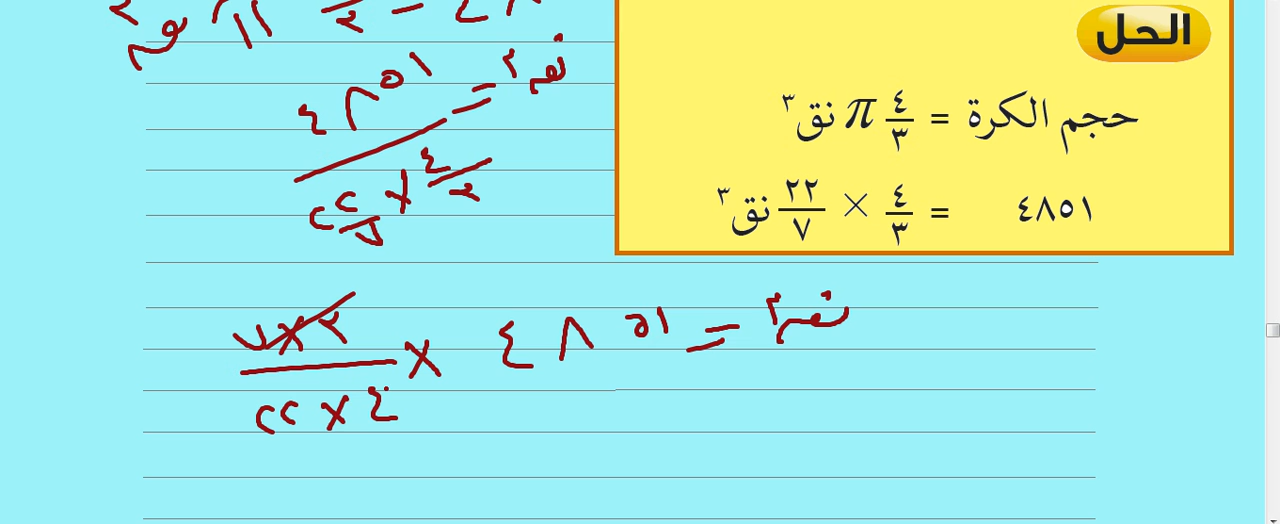 الحل
حجم الكرة = ٤/٣ π نق٣
٤٨٥١ = ٤/٣ × ٢٢/٧ نق٣
نق٣ = ٤٨٥١ / (٤/٣ × ٢٢/٧)
نق٣ = ٤٨٥١ × (٣×٧)/(٤×٢٢)